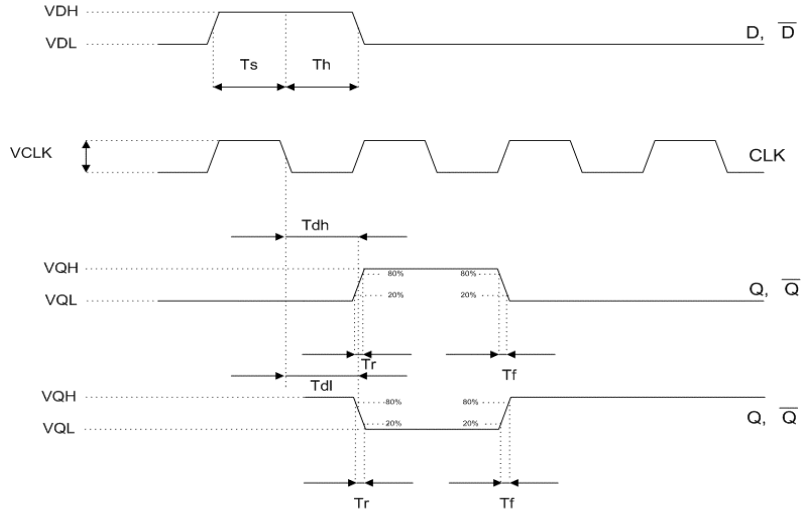 VDH
VDL
D, D
Ts
Th
VCLK
CLK
Tdh
VQH
80%
80%
VQL
20%
20%
Q, Q
Tr
Tf
Tdl
VQH
80%
80%
VQL
20%
20%
Q, Q
Tr
Tf